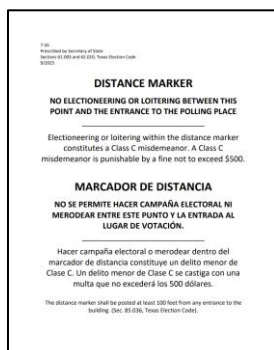 7-35
Prescribed by Secretary of State
Sections 61.003 and 62.010, Texas Election Code
9/2023
DISTANCE MARKER
NO ELECTIONEERING OR LOITERING BETWEEN THIS
POINT AND THE ENTRANCE TO THE POLLING PLACE
Electioneering or loitering within the distance marker
constitutes a Class C misdemeanor. A Class C
misdemeanor is punishable by a fine not to exceed $500.
MARCADOR DE DISTANCIA
NO SE PERMITE HACER CAMPAÑA ELECTORAL NI
MERODEAR ENTRE ESTE PUNTO Y LA ENTRADA AL
LUGAR DE VOTACIÓN.
Hacer campaña electoral o merodear dentro del
marcador de distancia constituye un delito menor de
Clase C. Un delito menor de Clase C se castiga con una
multa que no excederá los 500 dólares.
The distance marker shall be posted at least 100 feet from any entrance to the
building. (Sec. 85.036, Texas Election Code).